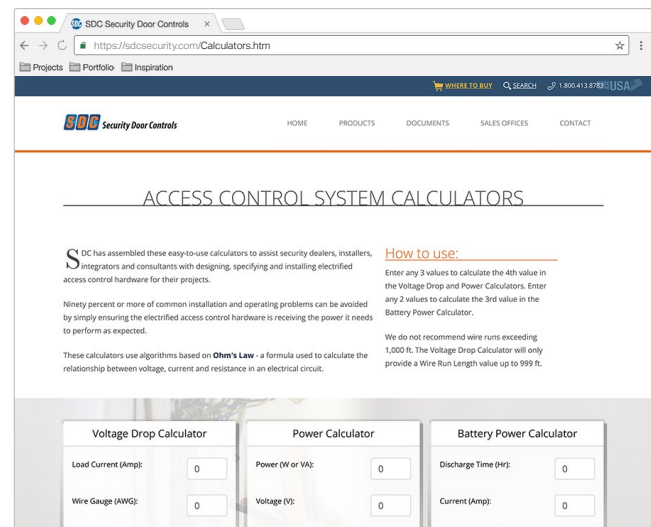 SDC Security Door Controls ×
https://sdcsecurity.com/Calculators.htm
Projects Portfolio Inspiration
WHERE TO BUY SEARCH 1.800.413.8783 USA
SDC Security Door Controls HOME PRODUCTS DOCUMENTS SALES OFFICES CONTACT
ACCESS CONTROL SYSTEM CALCULATORS
SDC has assembled these easy-to-use calculators to assist security dealers, installers,
integrators and consultants with designing, specifying and installing electrified
access control hardware for their projects.
Ninety percent or more of common installation and operating problems can be avoided
by simply ensuring the electrified access control hardware is receiving the power it needs
to perform as expected.
These calculators use algorithms based on Ohm's Law - a formula used to calculate the
relationship between voltage, current and resistance in an electrical circuit.
How to use:
Enter any 3 values to calculate the 4th value in
the Voltage Drop and Power Calculators. Enter
any 2 values to calculate the 3rd value in the
Battery Power Calculator.
We do not recommend wire runs exceeding
1,000 ft. The Voltage Drop Calculator will only
provide a Wire Run Length value up to 999 ft.
Voltage Drop Calculator
Load Current (Amp): 0
Wire Gauge (AWG): 0
Power Calculator
Power (W or VA): 0
Voltage (V): 0
Battery Power Calculator
Discharge Time (Hr): 0
Current (Amp): 0